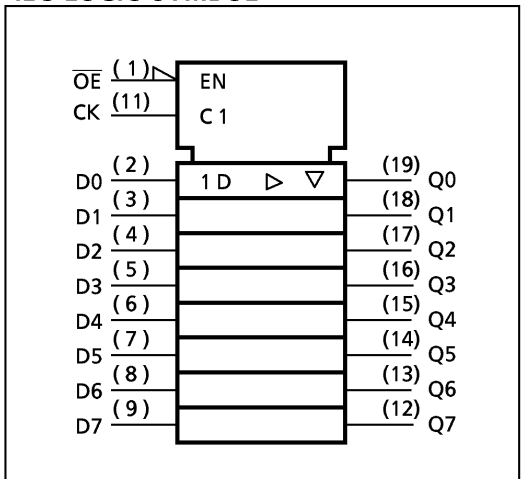 OE (1) EN
CK (11) C1
D0 (2) 1D (19) Q0
D1 (3) (18) Q1
D2 (4) (17) Q2
D3 (5) (16) Q3
D4 (6) (15) Q4
D5 (7) (14) Q5
D6 (8) (13) Q6
D7 (9) (12) Q7